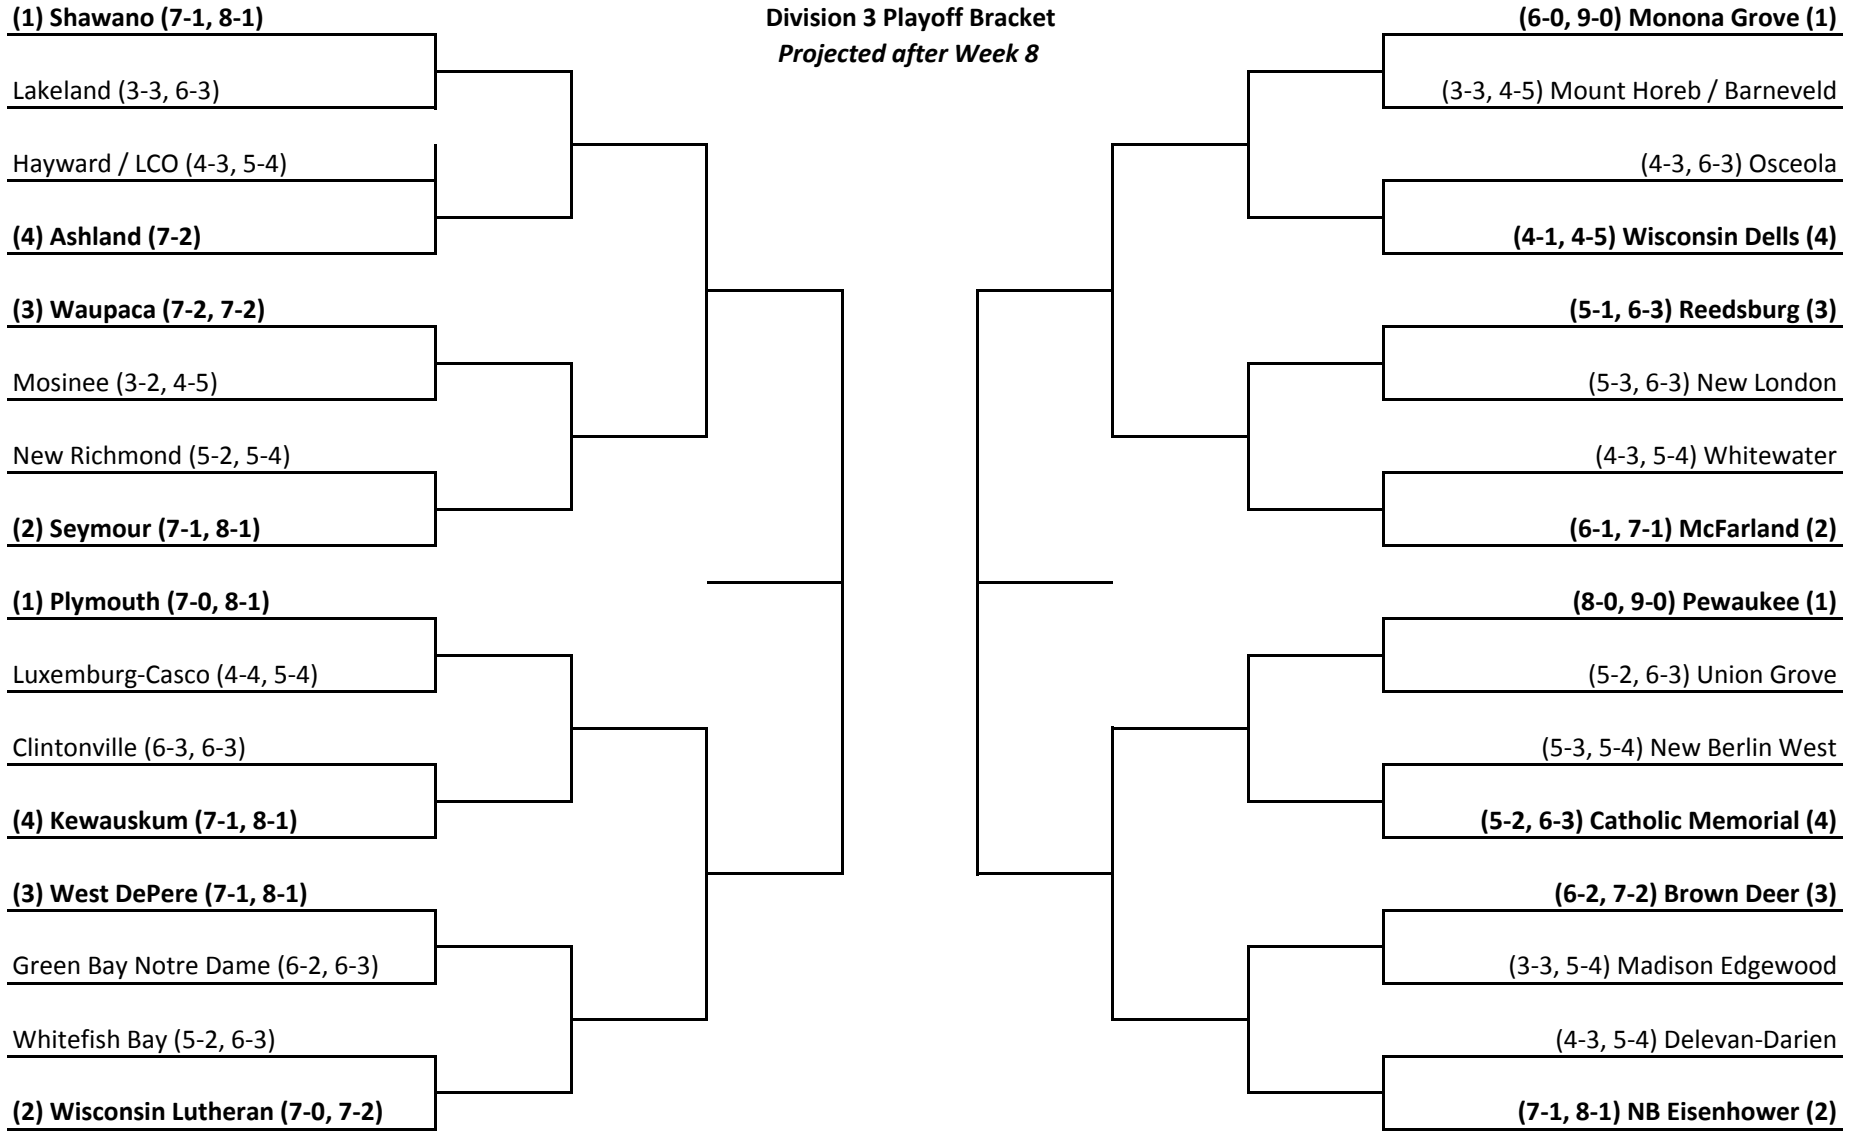 Division 3 Playoff Bracket
Projected after Week 8
(1) Shawano (7-1, 8-1)
Lakeland (3-3, 6-3)
Hayward / LCO (4-3, 5-4)
(4) Ashland (7-2)
(3) Waupaca (7-2, 7-2)
Mosinee (3-2, 4-5)
New Richmond (5-2, 5-4)
(2) Seymour (7-1, 8-1)
(1) Plymouth (7-0, 8-1)
Luxemburg-Casco (4-4, 5-4)
Clintonville (6-3, 6-3)
(4) Kewauskum (7-1, 8-1)
(3) West DePere (7-1, 8-1)
Green Bay Notre Dame (6-2, 6-3)
Whitefish Bay (5-2, 6-3)
(2) Wisconsin Lutheran (7-0, 7-2)
(6-0, 9-0) Monona Grove (1)
(3-3, 4-5) Mount Horeb / Barneveld
(4-3, 6-3) Osceola
(4-1, 4-5) Wisconsin Dells (4)
(5-1, 6-3) Reedsburg (3)
(5-3, 6-3) New London
(4-3, 5-4) Whitewater
(6-1, 7-1) McFarland (2)
(8-0, 9-0) Pewaukee (1)
(5-2, 6-3) Union Grove
(5-3, 5-4) New Berlin West
(5-2, 6-3) Catholic Memorial (4)
(6-2, 7-2) Brown Deer (3)
(3-3, 5-4) Madison Edgewood
(4-3, 5-4) Delevan-Darien
(7-1, 8-1) NB Eisenhower (2)